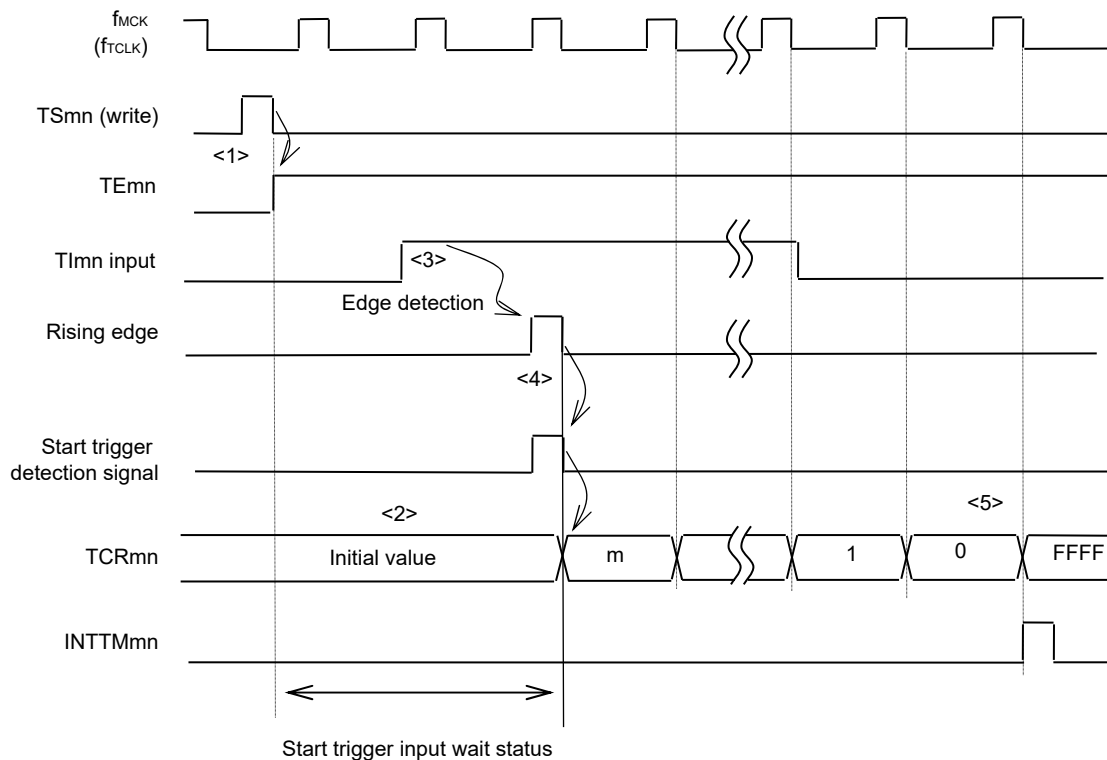 fMCK
(fTCLK)
TSmn (write)
<1>
TEmn
TImn input
<3>
Edge detection
Rising edge
<4>
Start trigger
detection signal
<2>
<5>
TCRmn
Initial value
m
1
0
FFFF
INTTMmn
Start trigger input wait status